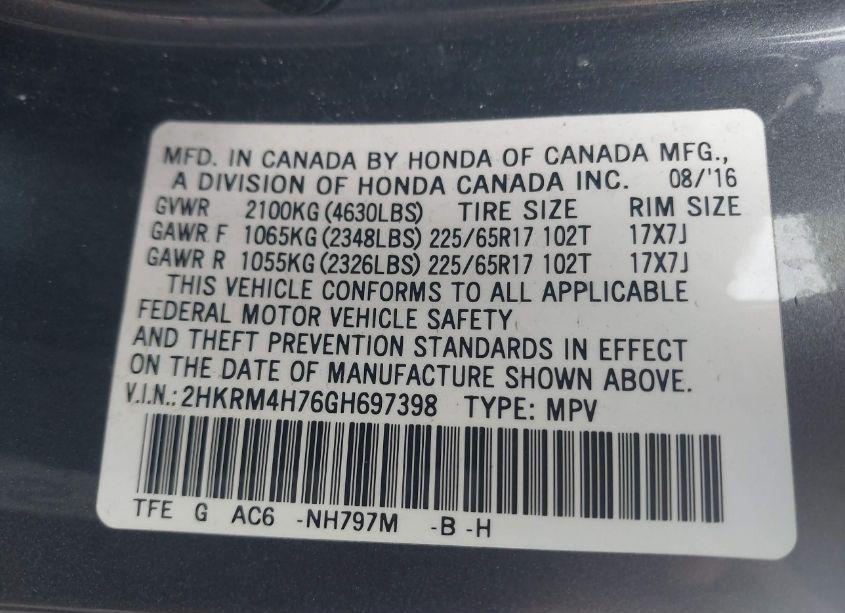 MFD. IN CANADA BY HONDA OF CANADA MFG.,
A DIVISION OF HONDA CANADA INC. 08/'16
GVWR 2100KG (4630LBS) TIRE SIZE RIM SIZE
GAWR F 1065KG (2348LBS) 225/65R17 102T 17X7J
GAWR R 1055KG (2326LBS) 225/65R17 102T 17X7J
THIS VEHICLE CONFORMS TO ALL APPLICABLE
FEDERAL MOTOR VEHICLE SAFETY
AND THEFT PREVENTION STANDARDS IN EFFECT
ON THE DATE OF MANUFACTURE SHOWN ABOVE.
V.I.N.: 2HKRM4H76GH697398 TYPE: MPV
TFE G AC6 -NH797M -B -H